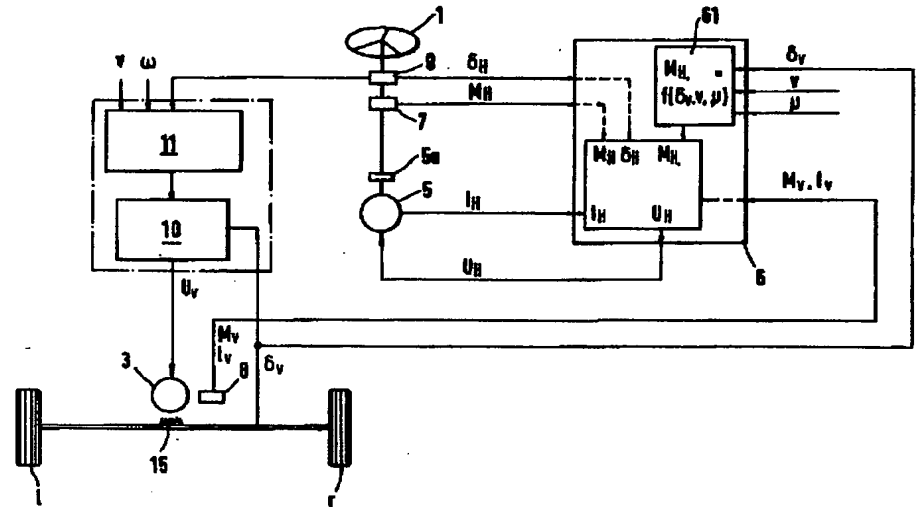 1
61
v ω
9
δH
MH
7
MH. =
f{δv.v, μ}
δv
v
μ
11
5a
5
MH δH MH.
Mv. Iv
10
IH
IH UH
UH
6
Uv
Mv
Iv
3
8
δv
15
l
r